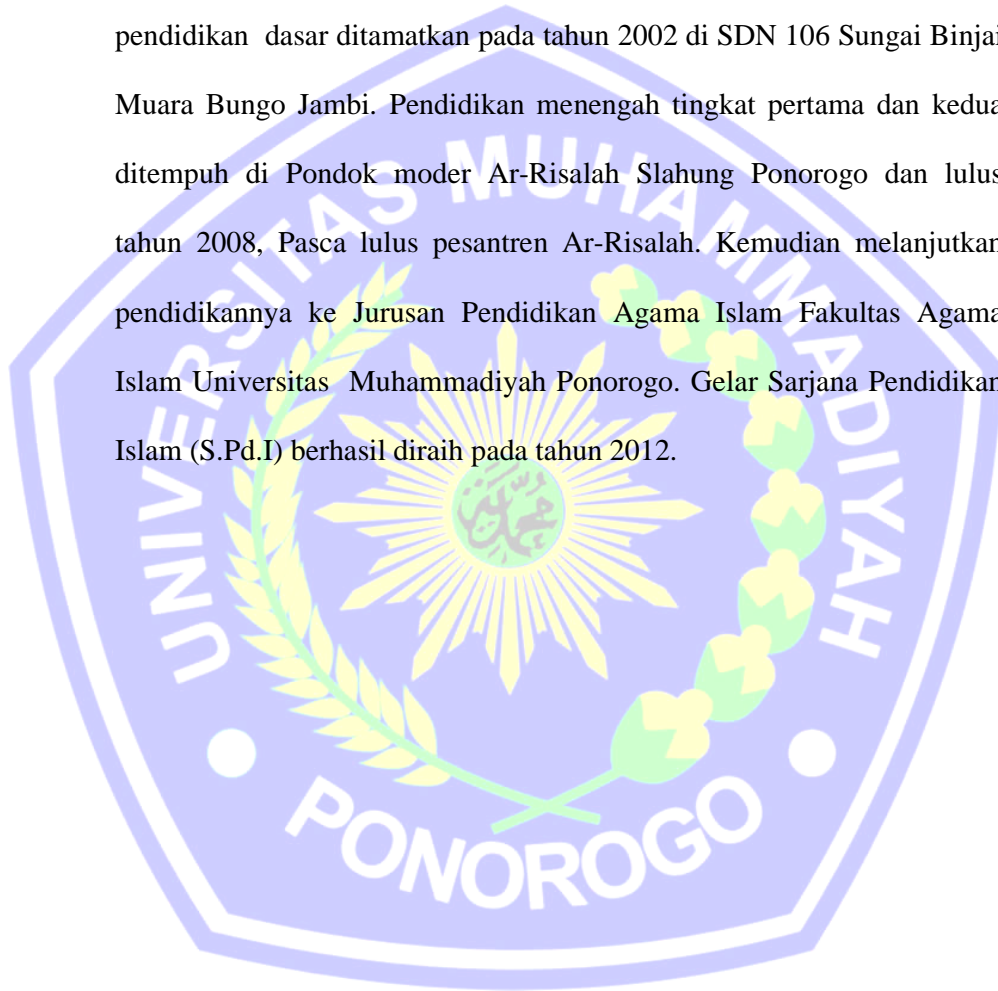 pendidikan dasar ditamatkan pada tahun 2002 di SDN 106 Sungai Binjai
Muara Bungo Jambi. Pendidikan menengah tingkat pertama dan kedua
ditempuh di Pondok moder Ar-Risalah Slahung Ponorogo dan lulus
tahun 2008, Pasca lulus pesantren Ar-Risalah. Kemudian melanjutkan
pendidikannya ke Jurusan Pendidikan Agama Islam Fakultas Agama
Islam Universitas Muhammadiyah Ponorogo. Gelar Sarjana Pendidikan
Islam (S.Pd.I) berhasil diraih pada tahun 2012.
UNIVERSITAS MUHAMMADIYAH
محمدية
PONOROGO